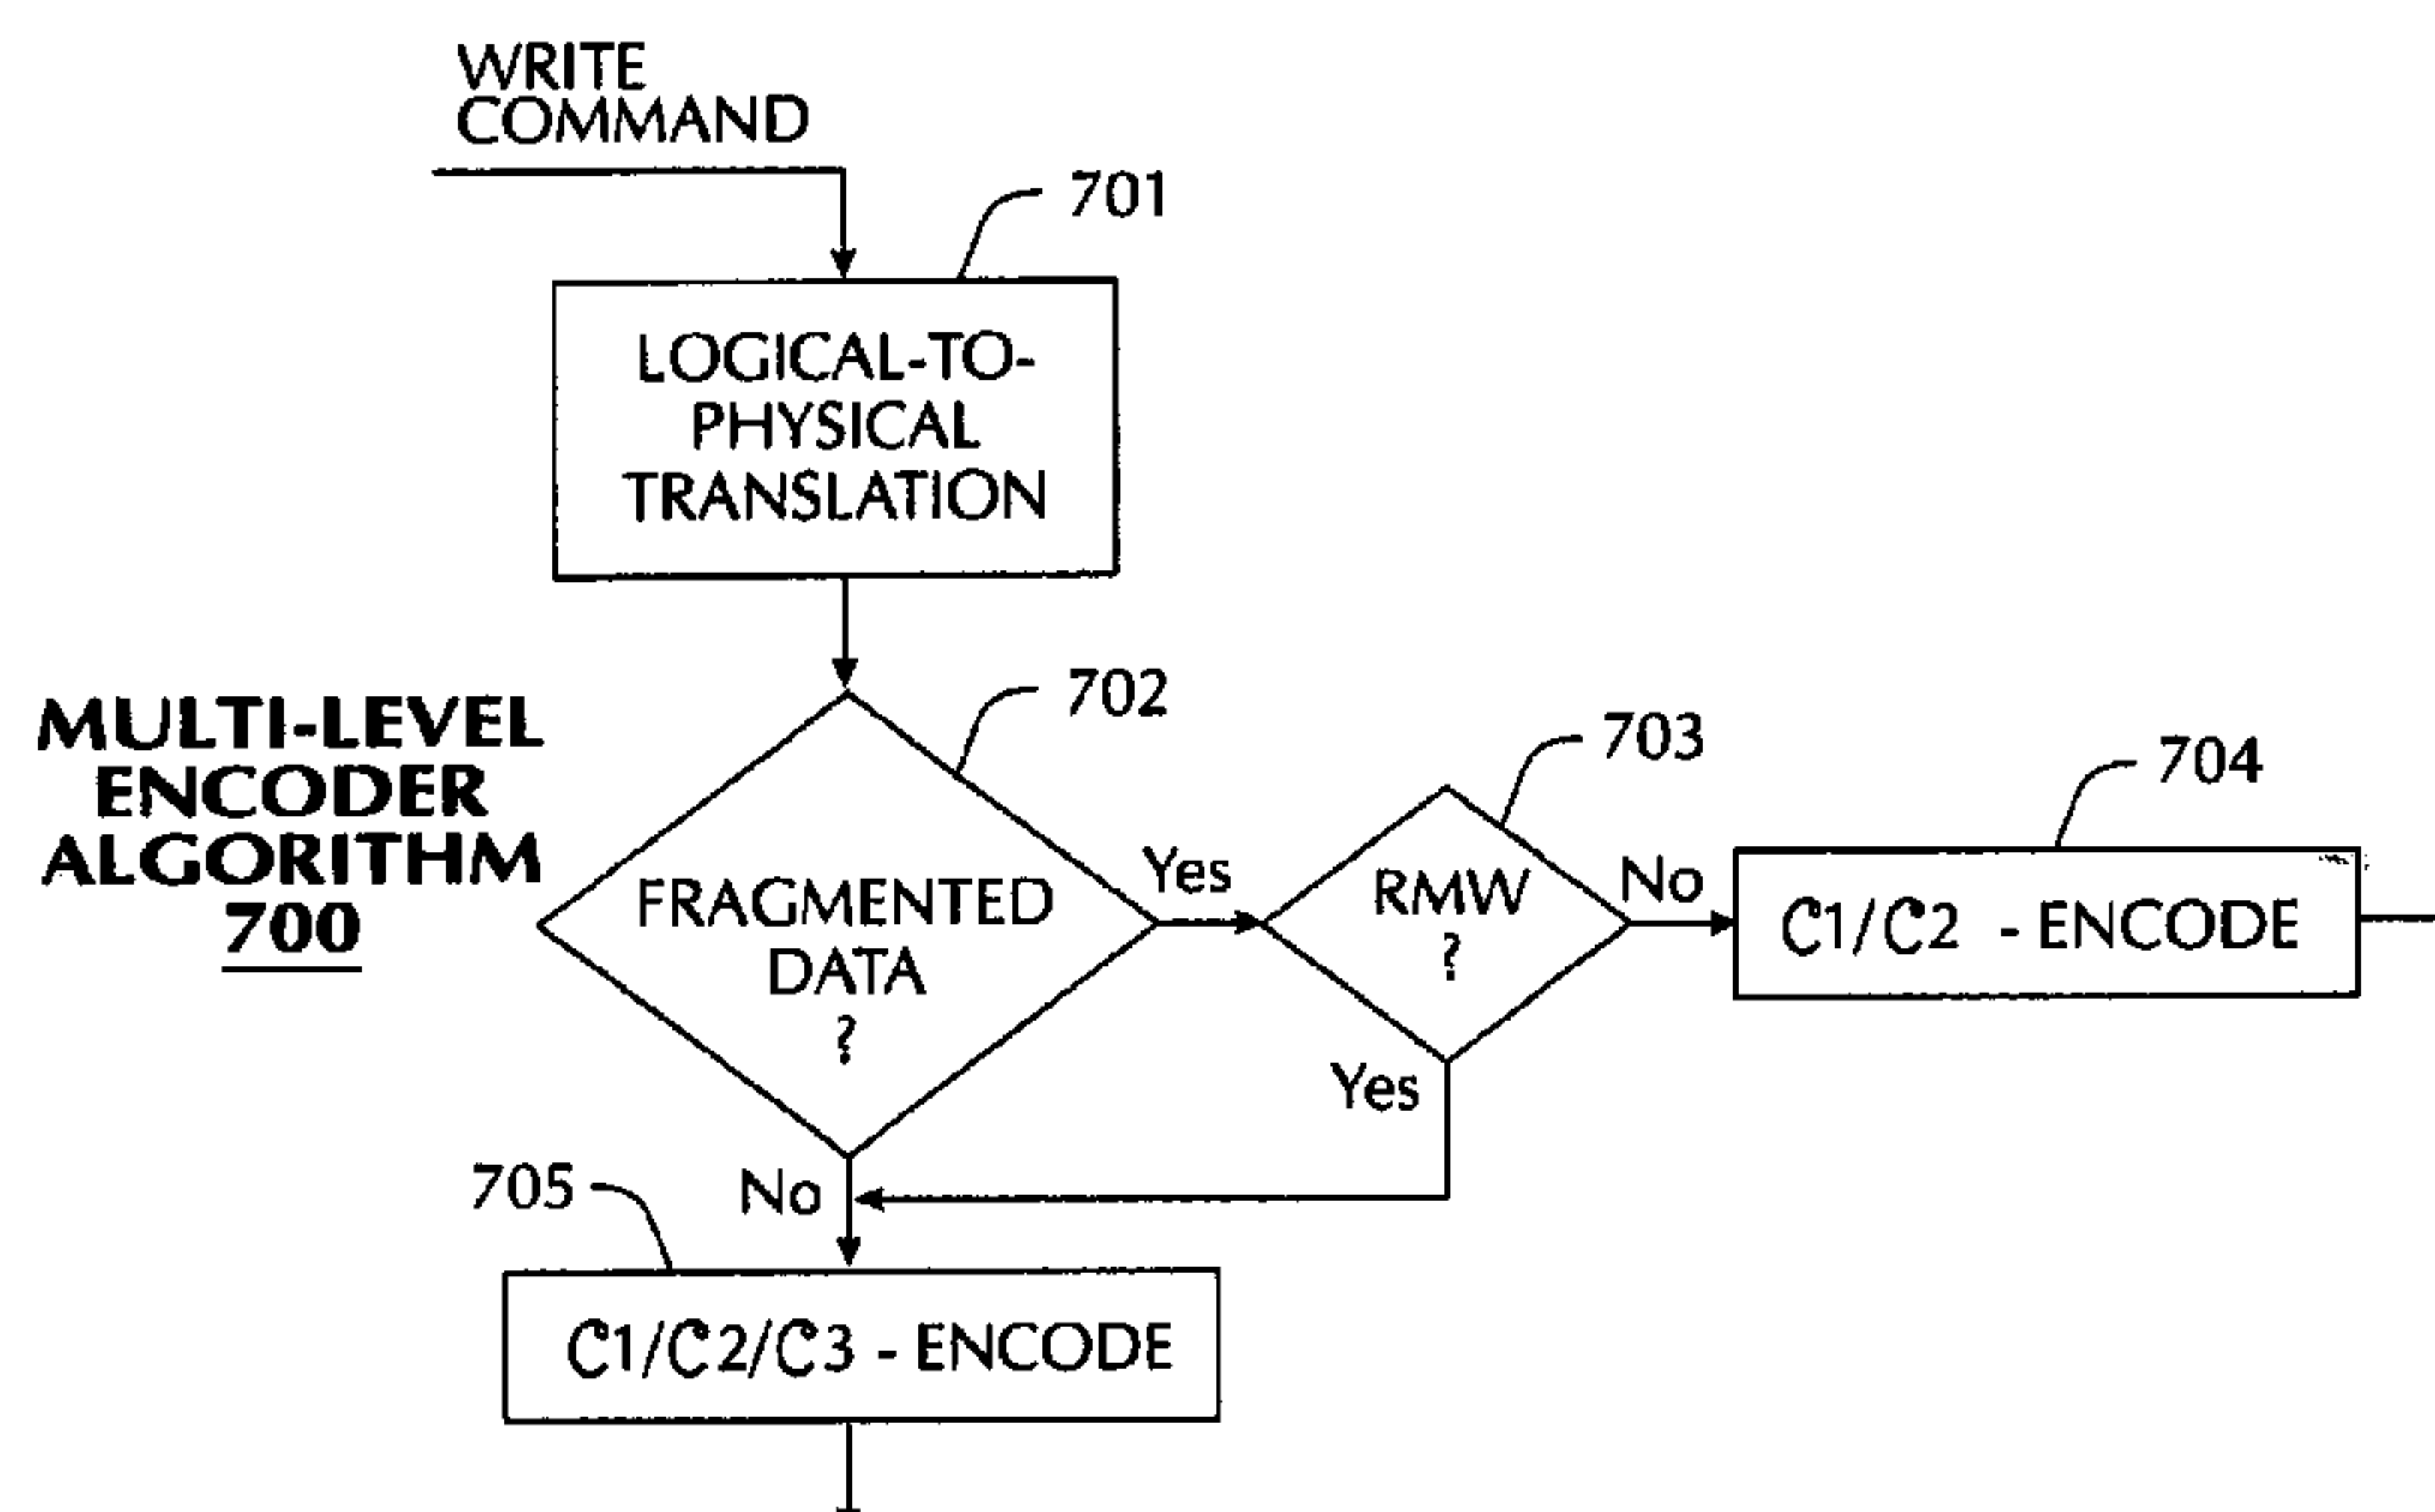 WRITE
COMMAND
701
LOGICAL-TO-
PHYSICAL
TRANSLATION
702
MULTI-LEVEL
ENCODER
ALGORITHM
700
FRAGMENTED
DATA
?
Yes
703
RMW
?
No
704
C1/C2 - ENCODE
Yes
No
705
C1/C2/C3 - ENCODE